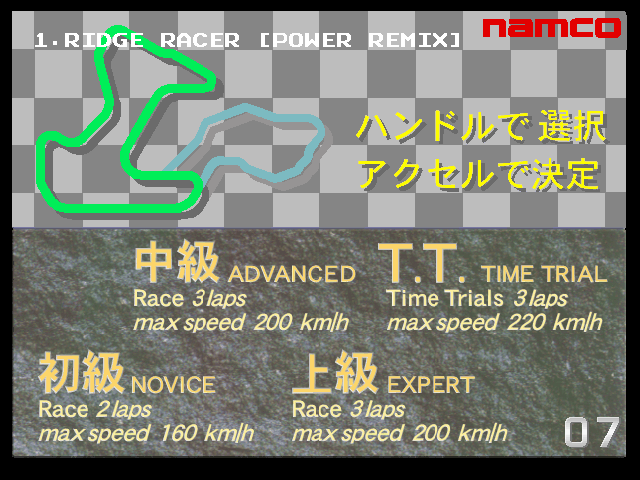 1.RIDGE RACER [POWER REMIX]
namco
ハンドルで選択
アクセルで決定
中級 ADVANCED
Race 3 laps
max speed 200 km/h
T.T. TIME TRIAL
Time Trials 3 laps
max speed 220 km/h
初級 NOVICE
Race 2 laps
max speed 160 km/h
上級 EXPERT
Race 3 laps
max speed 200 km/h
07